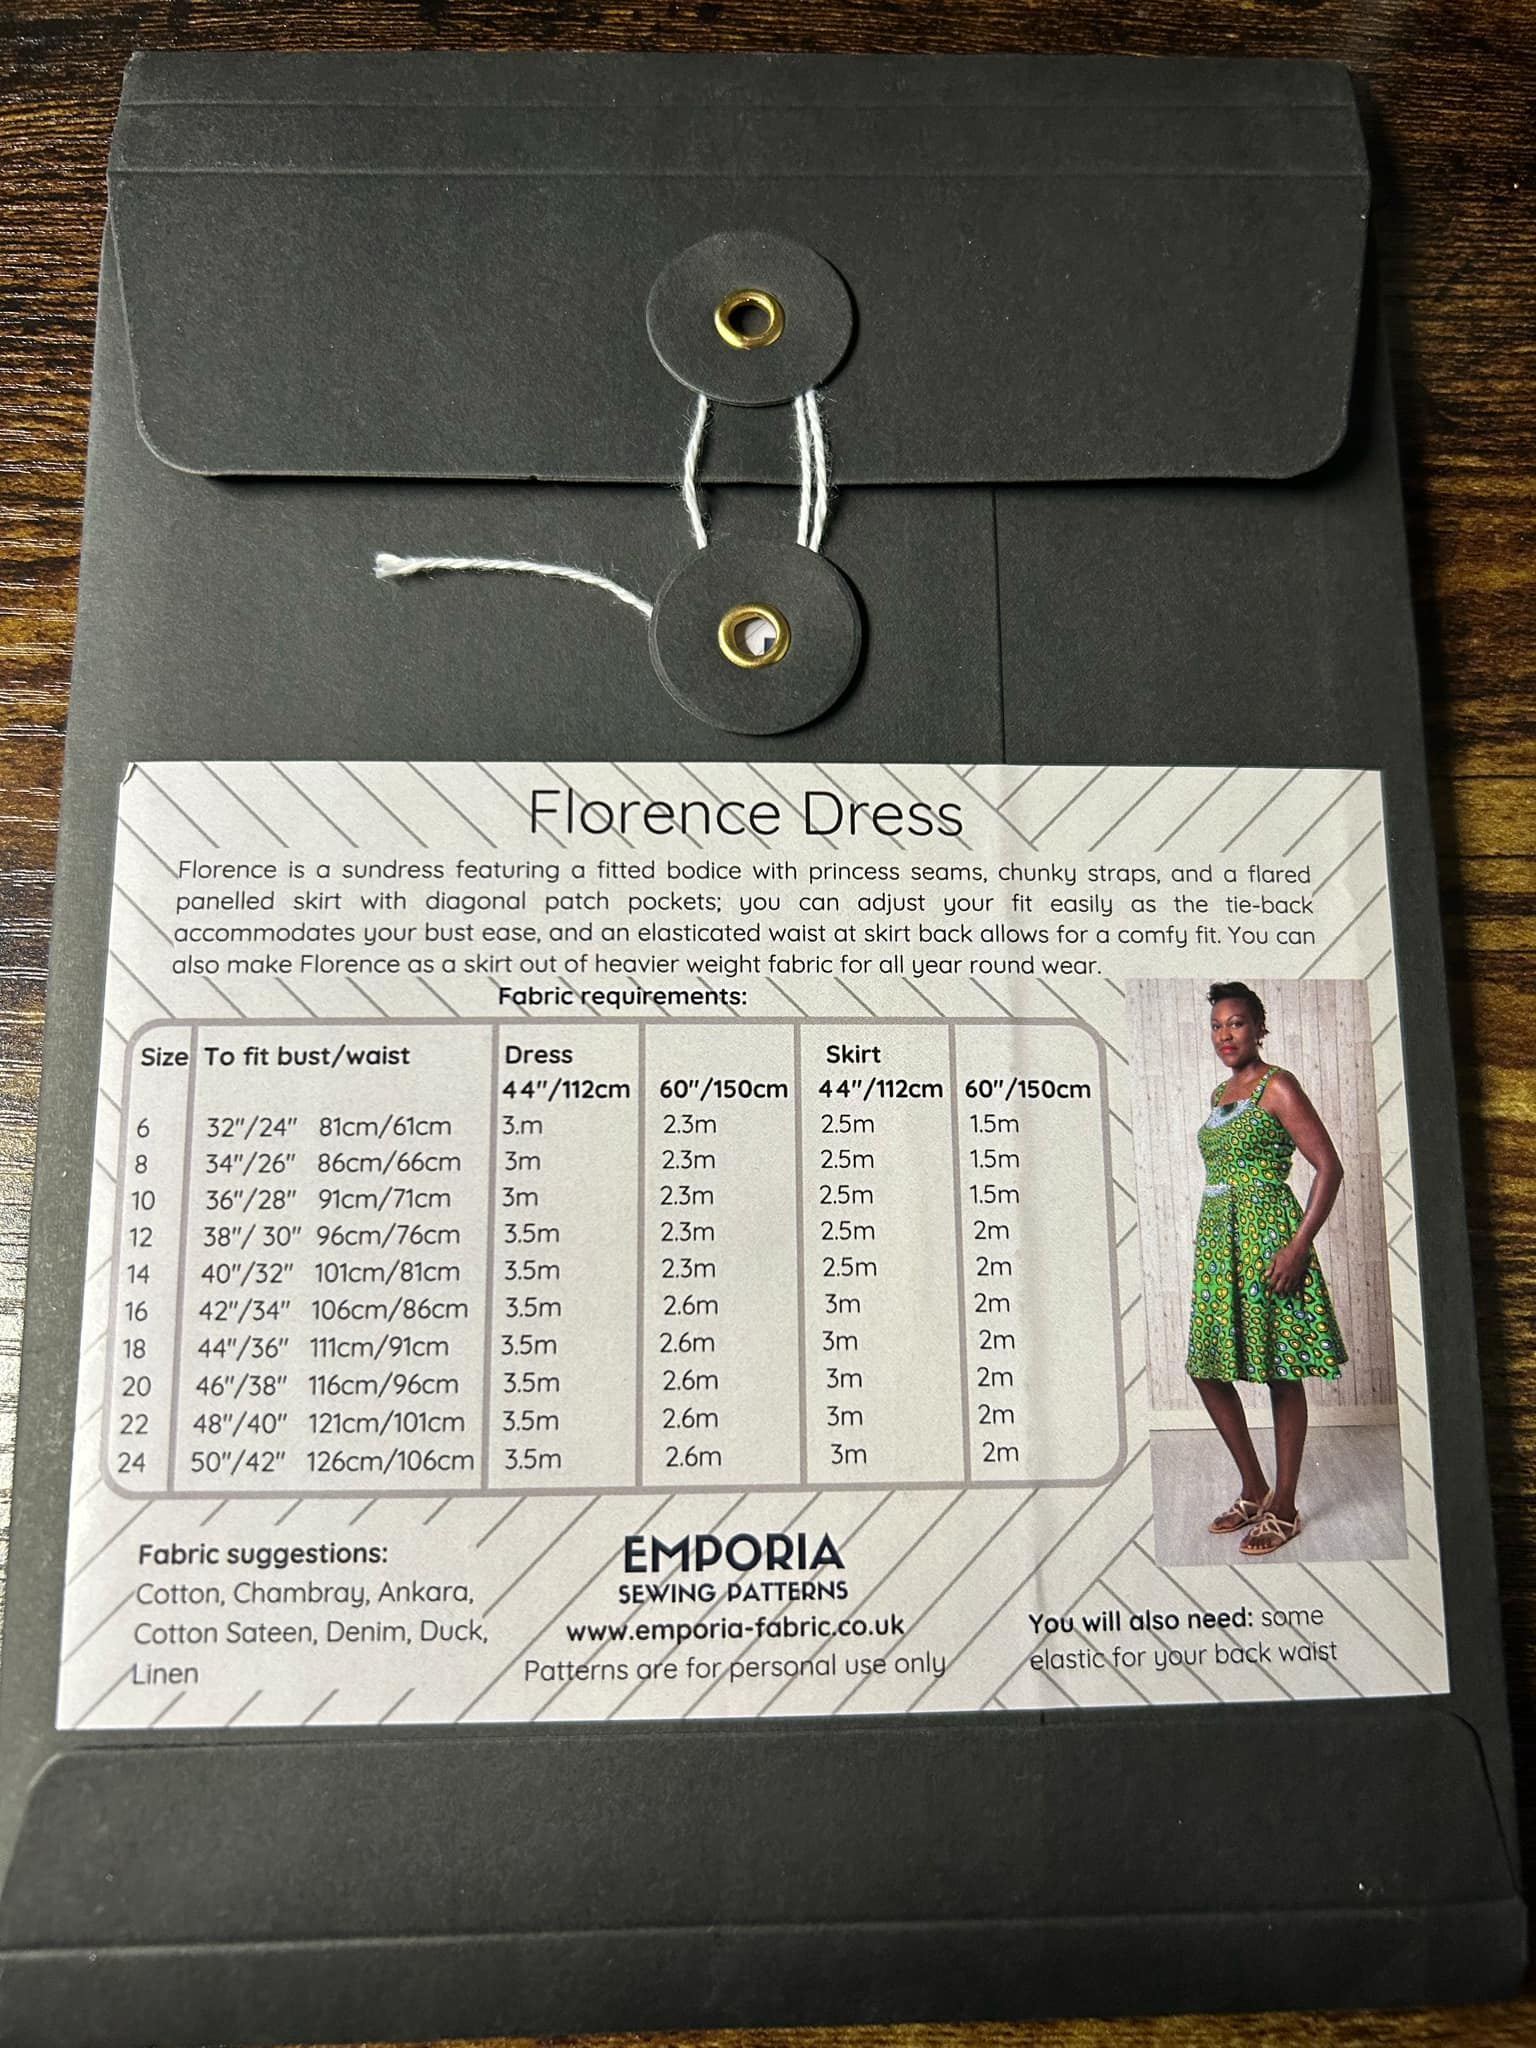 Florence Dress
Florence is a sundress featuring a fitted bodice with princess seams, chunky straps, and a flared
panelled skirt with diagonal patch pockets; you can adjust your fit easily as the tie-back
accommodates your bust ease, and an elasticated waist at skirt back allows for a comfy fit. You can
also make Florence as a skirt out of heavier weight fabric for all year round wear.
Fabric requirements:
Size To fit bust/waist Dress Skirt
44"/112cm 60"/150cm 44"/112cm 60"/150cm
6 32"/24" 81cm/61cm 3.m 2.3m 2.5m 1.5m
8 34"/26" 86cm/66cm 3m 2.3m 2.5m 1.5m
10 36"/28" 91cm/71cm 3m 2.3m 2.5m 1.5m
12 38"/ 30" 96cm/76cm 3.5m 2.3m 2.5m 2m
14 40"/32" 101cm/81cm 3.5m 2.3m 2.5m 2m
16 42"/34" 106cm/86cm 3.5m 2.6m 3m 2m
18 44"/36" 111cm/91cm 3.5m 2.6m 3m 2m
20 46"/38" 116cm/96cm 3.5m 2.6m 3m 2m
22 48"/40" 121cm/101cm 3.5m 2.6m 3m 2m
24 50"/42" 126cm/106cm 3.5m 2.6m 3m 2m
Fabric suggestions:
Cotton, Chambray, Ankara,
Cotton Sateen, Denim, Duck,
Linen
EMPORIA
SEWING PATTERNS
www.emporia-fabric.co.uk
Patterns are for personal use only
You will also need: some
elastic for your back waist